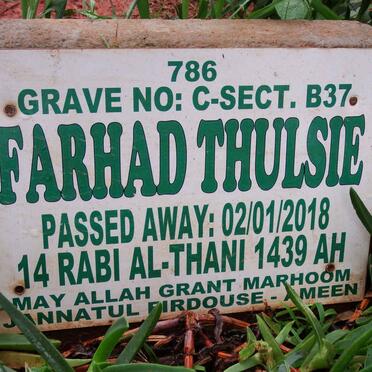 786
GRAVE NO: C-SECT. B37
FARHAD THULSIE
PASSED AWAY: 02/01/2018
14 RABI AL-THANI 1439 AH
MAY ALLAH GRANT MARHOOM
JANNATUL FIRDOUSE - AMEEN